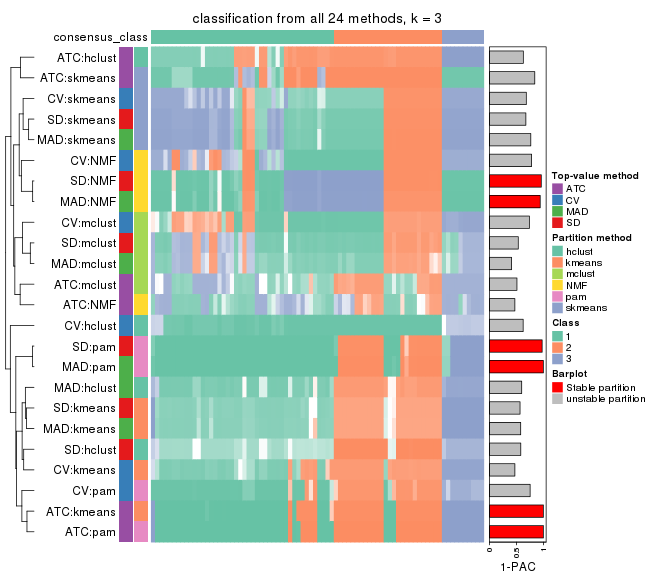 classification from all 24 methods, k = 3
consensus_class
ATC:hclust
ATC:skmeans
CV:skmeans
SD:skmeans
MAD:skmeans
CV:NMF
SD:NMF
MAD:NMF
CV:mclust
SD:mclust
MAD:mclust
ATC:mclust
ATC:NMF
CV:hclust
SD:pam
MAD:pam
MAD:hclust
SD:kmeans
MAD:kmeans
SD:hclust
CV:kmeans
CV:pam
ATC:kmeans
ATC:pam
0
0.5
1
1-PAC
Top-value method
ATC
CV
MAD
SD
Partition method
hclust
kmeans
mclust
NMF
pam
skmeans
Class
1
2
3
Barplot
Stable partition
unstable partition